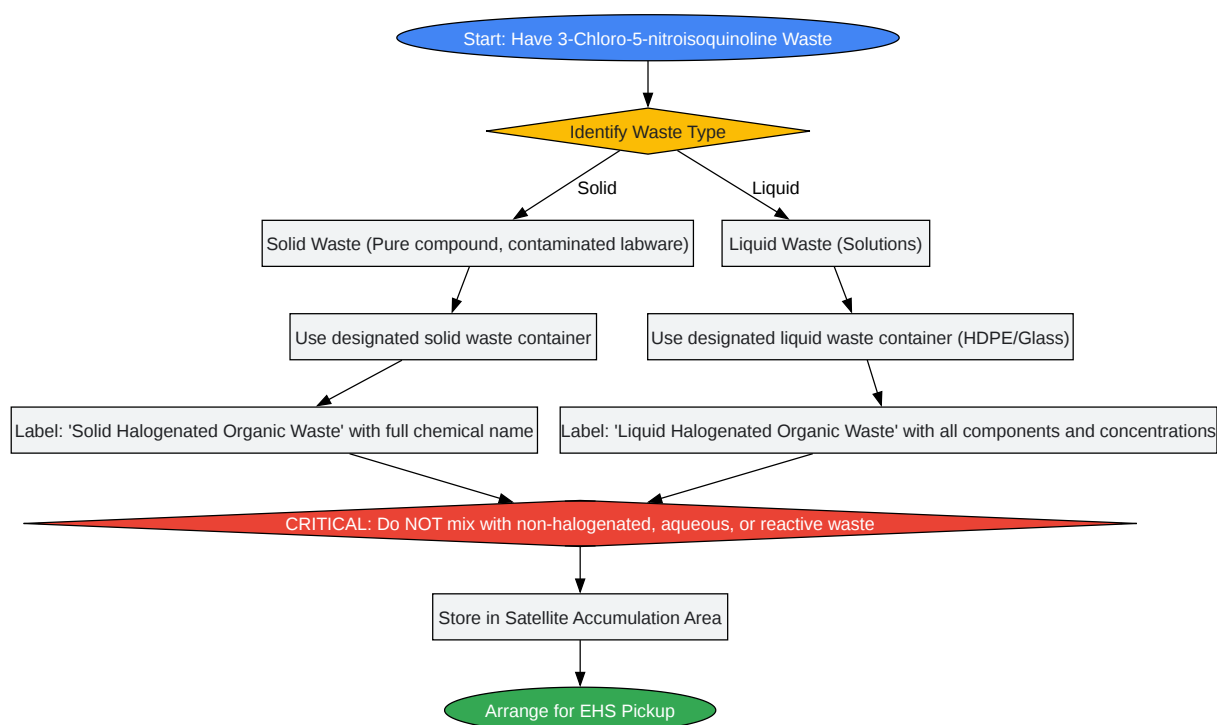 Start: Have 3-Chloro-5-nitroisoquinoline Waste
Identify Waste Type
Solid
Liquid
Solid Waste (Pure compound, contaminated labware)
Liquid Waste (Solutions)
Use designated solid waste container
Use designated liquid waste container (HDPE/Glass)
Label: 'Solid Halogenated Organic Waste' with full chemical name
Label: 'Liquid Halogenated Organic Waste' with all components and concentrations
CRITICAL: Do NOT mix with non-halogenated, aqueous, or reactive waste
Store in Satellite Accumulation Area
Arrange for EHS Pickup